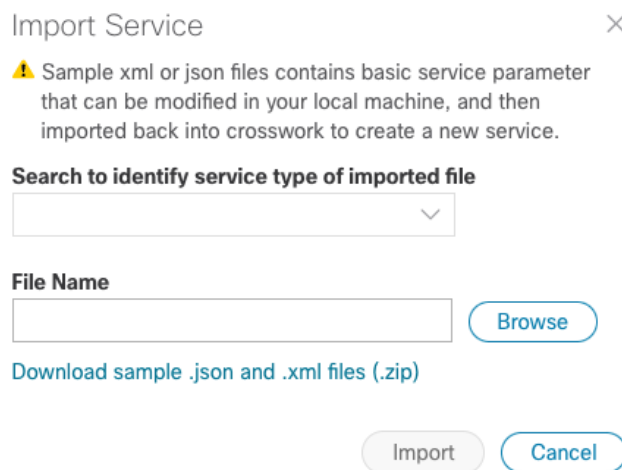 Import Service
Sample xml or json files contains basic service parameter
that can be modified in your local machine, and then
imported back into crosswork to create a new service.
Search to identify service type of imported file
File Name
Browse
Download sample .json and .xml files (.zip)
Import
Cancel